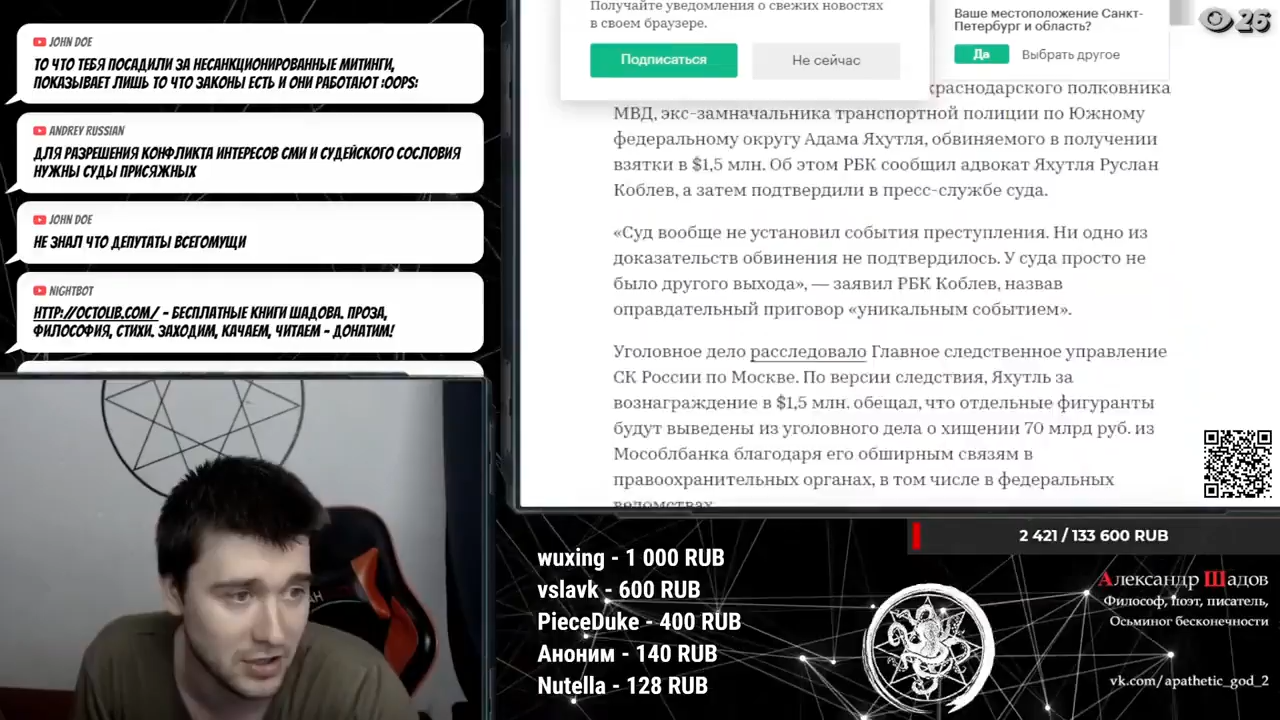 JOHN DOE
ТО ЧТО ТЕБЯ ПОСАДИЛИ ЗА НЕСАНКЦИОНИРОВАННЫЕ МИТИНГИ,
ПОКАЗЫВАЕТ ЛИШЬ ТО ЧТО ЗАКОНЫ ЕСТЬ И ОНИ РАБОТАЮТ :OOPS:
ANDREY RUSSIAN
ДЛЯ РАЗРЕШЕНИЯ КОНФЛИКТА ИНТЕРЕСОВ СМИ И СУДЕЙСКОГО СОСЛОВИЯ
НУЖНЫ СУДЫ ПРИСЯЖНЫХ
JOHN DOE
НЕ ЗНАЛ ЧТО ДЕПУТАТЫ ВСЕГОМУЩИ
NIGHTBOT
HTTP://OCTOLIB.COM/ - БЕСПЛАТНЫЕ КНИГИ ШАДОВА. ПРОЗА,
ФИЛОСОФИЯ, СТИХИ. ЗАХОДИМ, КАЧАЕМ, ЧИТАЕМ - ДОНАТИМ!
Получайте уведомления о свежих новостях
в своем браузере.
Подписаться
Не сейчас
Ваше местоположение Санкт-
Петербург и область?
Да
Выбрать другое
26
краснодарского полковника
МВД, экс-замначальника транспортной полиции по Южному
федеральному округу Адама Яхутля, обвиняемого в получении
взятки в $1,5 млн. Об этом РБК сообщил адвокат Яхутля Руслан
Коблев, а затем подтвердили в пресс-службе суда.
«Суд вообще не установил события преступления. Ни одно из
доказательств обвинения не подтвердилось. У суда просто не
было другого выхода», — заявил РБК Коблев, назвав
оправдательный приговор «уникальным событием».
Уголовное дело расследовало Главное следственное управление
СК России по Москве. По версии следствия, Яхутль за
вознаграждение в $1,5 млн. обещал, что отдельные фигуранты
будут выведены из уголовного дела о хищении 70 млрд руб. из
Мособлбанка благодаря его обширным связям в
правоохранительных органах, в том числе в федеральных
ведомствах
2 421 / 133 600 RUB
wuxing - 1 000 RUB
vslavk - 600 RUB
PieceDuke - 400 RUB
Аноним - 140 RUB
Nutella - 128 RUB
Александр Шадов
Философ, поэт, писатель,
Осьминог бесконечности
vk.com/apathetic_god_2